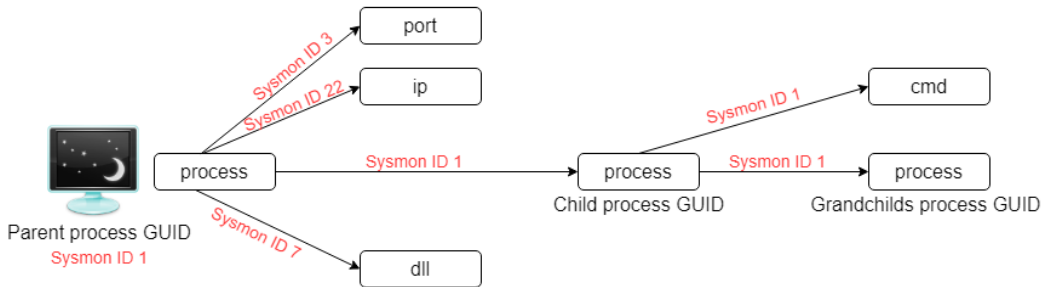 port
Sysmon ID 3
ip
Sysmon ID 22
Sysmon ID 1
cmd
process
Sysmon ID 1
process
Sysmon ID 1
process
Parent process GUID
Sysmon ID 1
Child process GUID
Grandchilds process GUID
Sysmon ID 7
dll